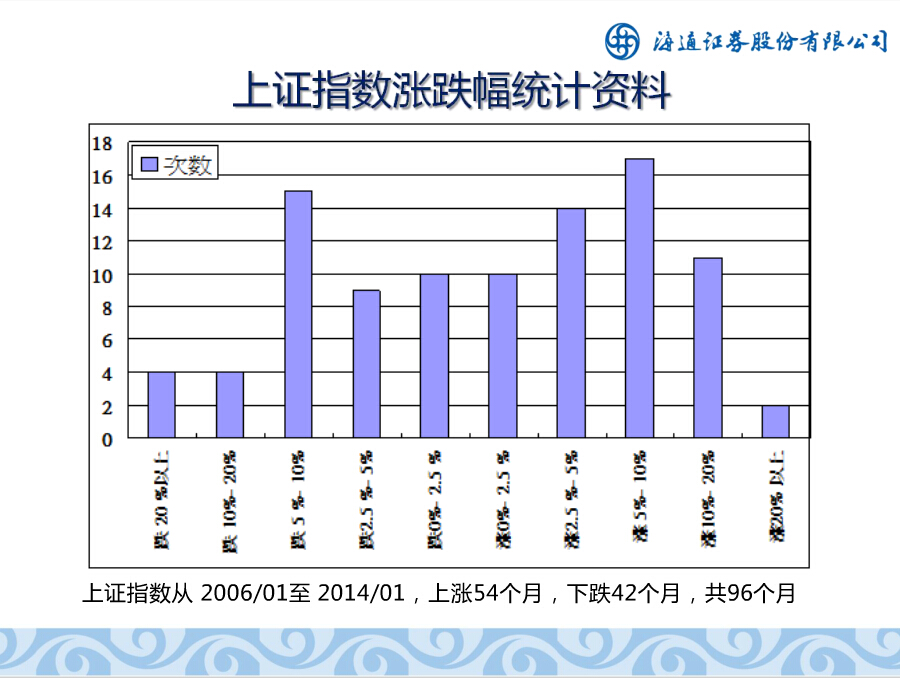 海通证券股份有限公司
上证指数涨跌幅统计资料
18
次数
16
14
12
10
8
6
4
2
0
跌 20 %以上
跌 10%- 20%
跌 5 %- 10%
跌2.5 %- 5%
跌0%- 2.5 %
涨0%- 2.5 %
涨2.5 %- 5%
涨 5%- 10%
涨10%- 20%
涨20% 以上
上证指数从 2006/01至 2014/01，上涨54个月，下跌42个月，共96个月